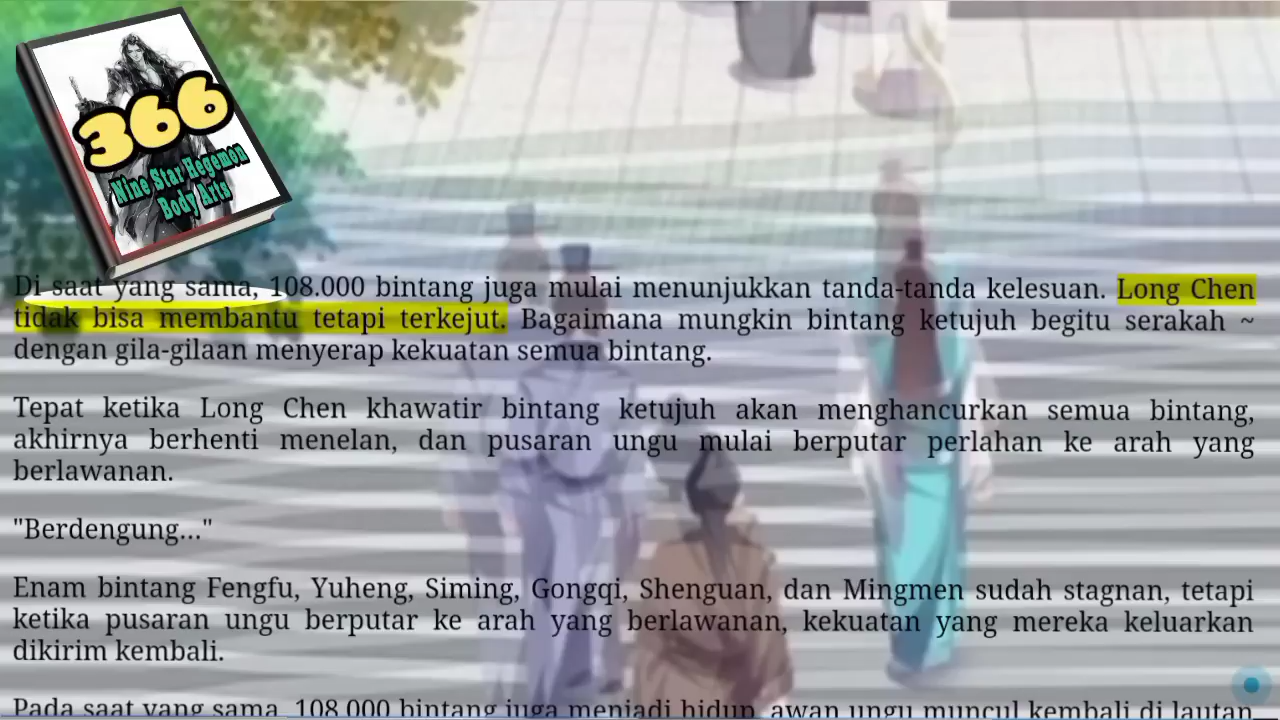 366
Nine Star Hegemon
Body Arts
Di saat yang sama, 108.000 bintang juga mulai menunjukkan tanda-tanda kelesuan. Long Chen
tidak bisa membantu tetapi terkejut. Bagaimana mungkin bintang ketujuh begitu serakah ~
dengan gila-gilaan menyerap kekuatan semua bintang.
Tepat ketika Long Chen khawatir bintang ketujuh akan menghancurkan semua bintang,
akhirnya berhenti menelan, dan pusaran ungu mulai berputar perlahan ke arah yang
berlawanan.
"Berdengung..."
Enam bintang Fengfu, Yuheng, Siming, Gongqi, Shenguan, dan Mingmen sudah stagnan, tetapi
ketika pusaran ungu berputar ke arah yang berlawanan, kekuatan yang mereka keluarkan
dikirim kembali.
Pada saat yang sama, 108.000 bintang juga menjadi hidup, awan ungu muncul kembali di lautan